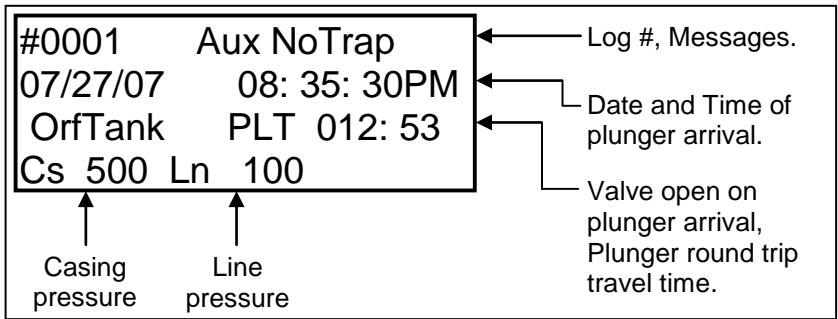 #0001 Aux NoTrap
07/27/07 08: 35: 30PM
OrfTank PLT 012: 53
Cs 500 Ln 100
Log #, Messages.
Date and Time of
plunger arrival.
Valve open on
plunger arrival,
Plunger round trip
travel time.
Casing
pressure
Line
pressure